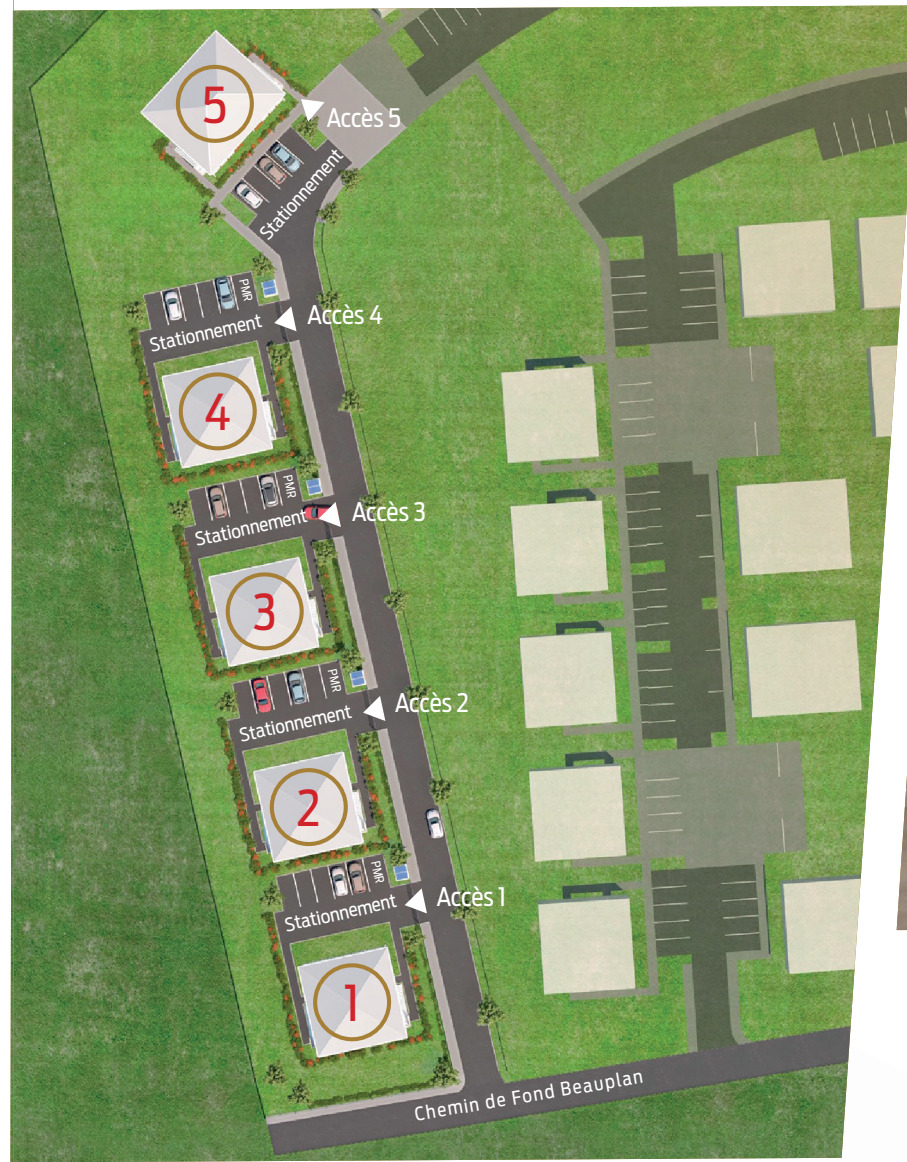 5
Accès 5
Stationnement
PMR
Stationnement
Accès 4
4
PMR
Stationnement
Accès 3
3
PMR
Stationnement
Accès 2
2
PMR
Stationnement
Accès 1
1
Chemin de Fond Beauplan